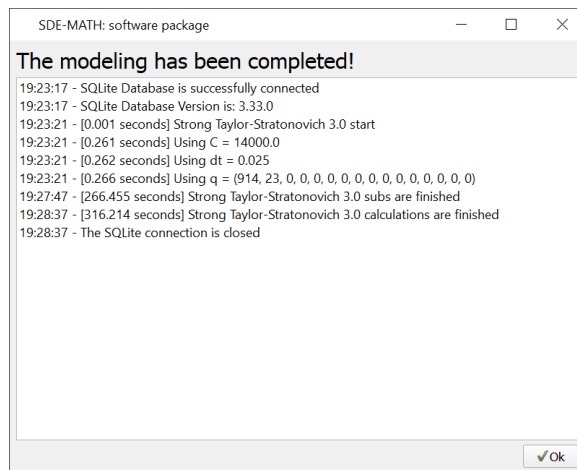 SDE-MATH: software package
The modeling has been completed!
19:23:17 - SQLite Database is successfully connected
19:23:17 - SQLite Database Version is: 3.33.0
19:23:21 - [0.001 seconds] Strong Taylor-Stratonovich 3.0 start
19:23:21 - [0.261 seconds] Using C = 14000.0
19:23:21 - [0.262 seconds] Using dt = 0.025
19:23:21 - [0.266 seconds] Using q = (914, 23, 0, 0, 0, 0, 0, 0, 0, 0, 0, 0, 0, 0, 0, 0)
19:27:47 - [266.455 seconds] Strong Taylor-Stratonovich 3.0 subs are finished
19:28:37 - [316.214 seconds] Strong Taylor-Stratonovich 3.0 calculations are finished
19:28:37 - The SQLite connection is closed
Ok